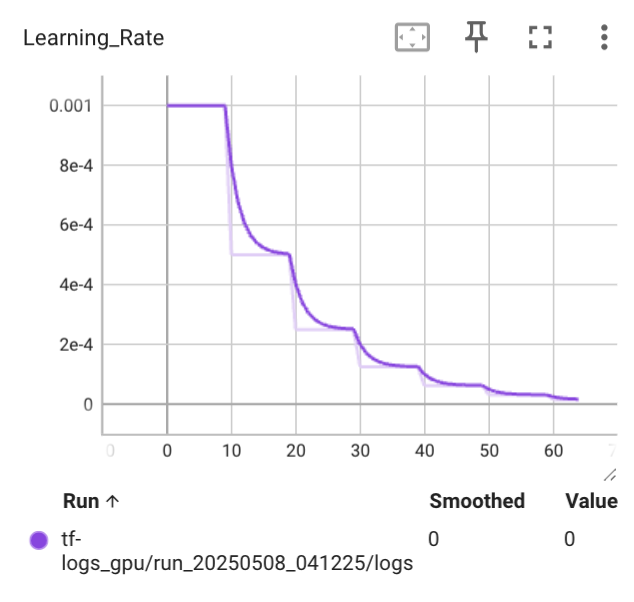 Learning_Rate
0.001
8e-4
6e-4
4e-4
2e-4
0
0 0 10 20 30 40 50 60 7
Run ↑ Smoothed Value
tf- 0 0
logs_gpu/run_20250508_041225/logs